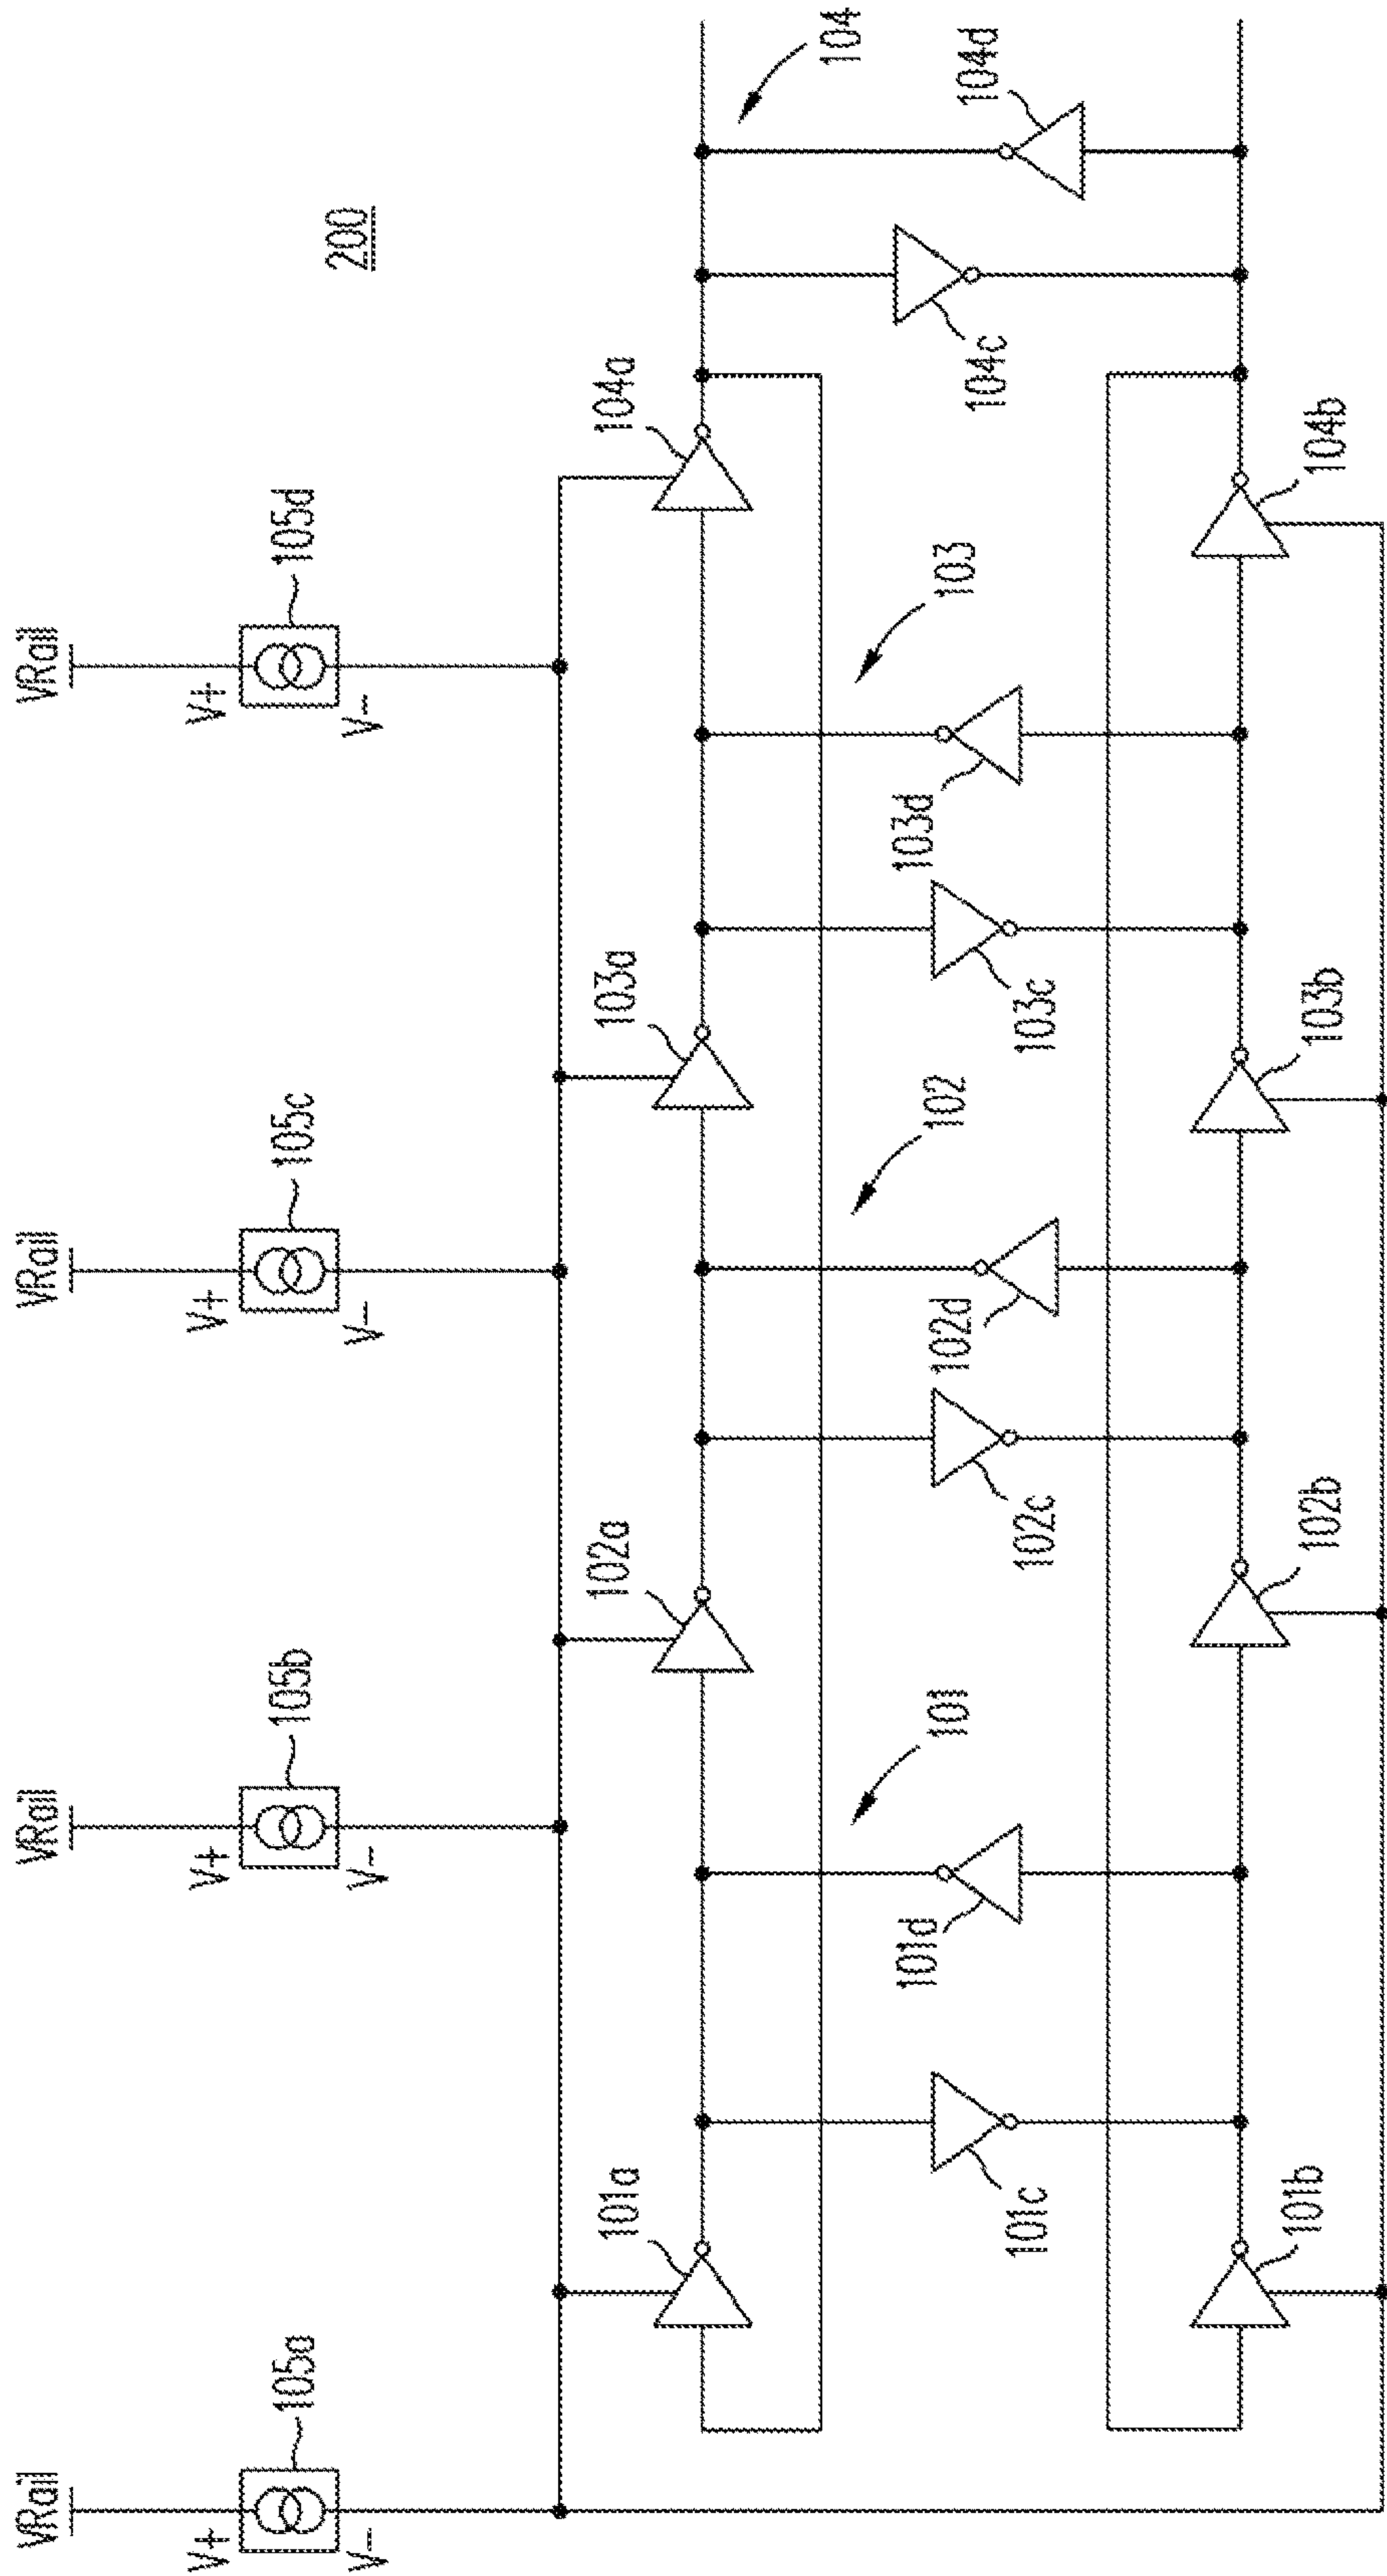 200
VRail
VRail
VRail
VRail
V+
105a
V+
105b
V+
105c
V+
105d
V-
V-
V-
V-
101a
102a
103a
104a
104
101
102
103
101d
102d
103d
104d
101c
102c
103c
104c
101b
102b
103b
104b